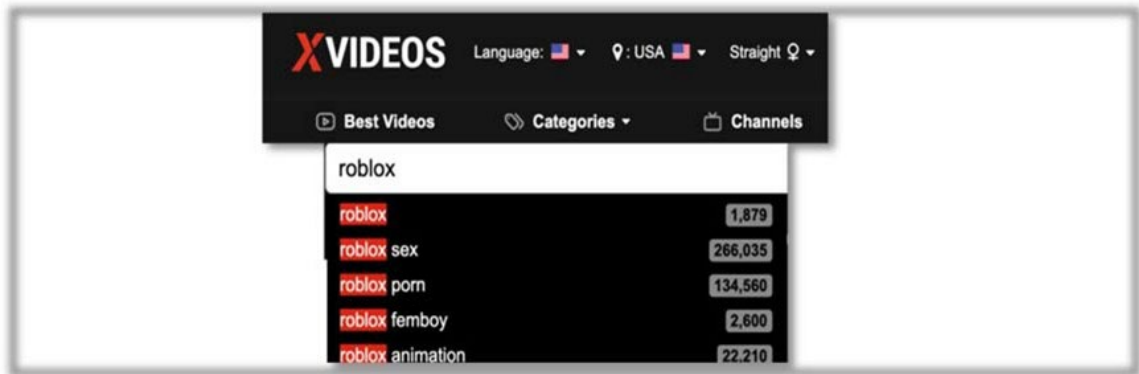 XVIDEOS Language: : USA Straight
Best Videos Categories Channels
roblox
roblox 1,879
roblox sex 266,035
roblox porn 134,560
roblox femboy 2,600
roblox animation 22,210